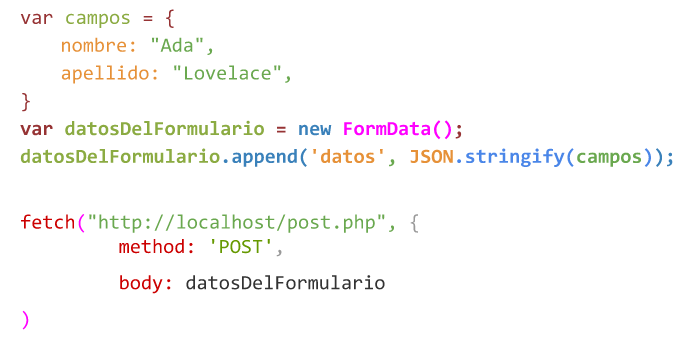 var campos = {
nombre: "Ada",
apellido: "Lovelace",
}
var datosDelFormulario = new FormData();
datosDelFormulario.append('datos', JSON.stringify(campos));
fetch("http://localhost/post.php", {
method: 'POST',
body: datosDelFormulario
)